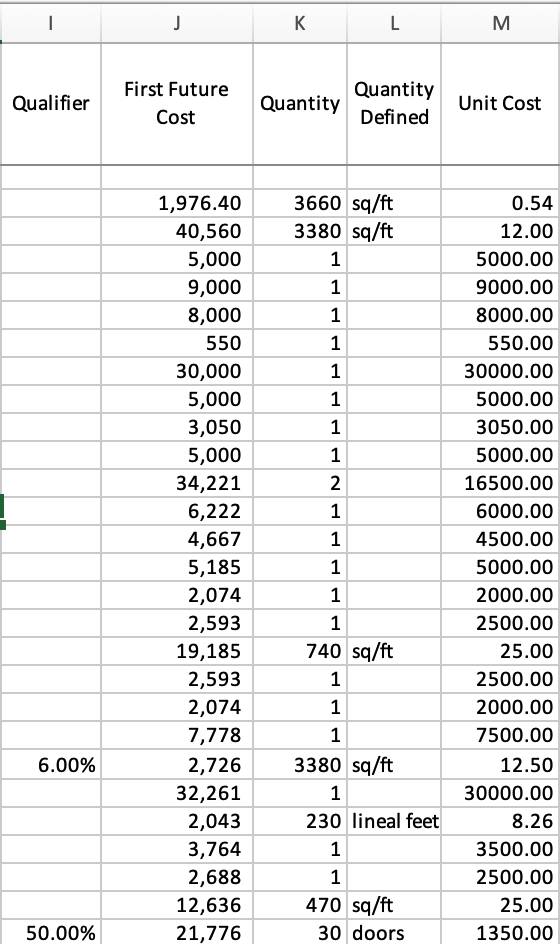 I J K L M
Qualifier First Future Cost Quantity Quantity Defined Unit Cost
1,976.40 3660 sq/ft 0.54
40,560 3380 sq/ft 12.00
5,000 1 5000.00
9,000 1 9000.00
8,000 1 8000.00
550 1 550.00
30,000 1 30000.00
5,000 1 5000.00
3,050 1 3050.00
5,000 1 5000.00
34,221 2 16500.00
6,222 1 6000.00
4,667 1 4500.00
5,185 1 5000.00
2,074 1 2000.00
2,593 1 2500.00
19,185 740 sq/ft 25.00
2,593 1 2500.00
2,074 1 2000.00
7,778 1 7500.00
6.00% 2,726 3380 sq/ft 12.50
32,261 1 30000.00
2,043 230 lineal feet 8.26
3,764 1 3500.00
2,688 1 2500.00
12,636 470 sq/ft 25.00
50.00% 21,776 30 doors 1350.00